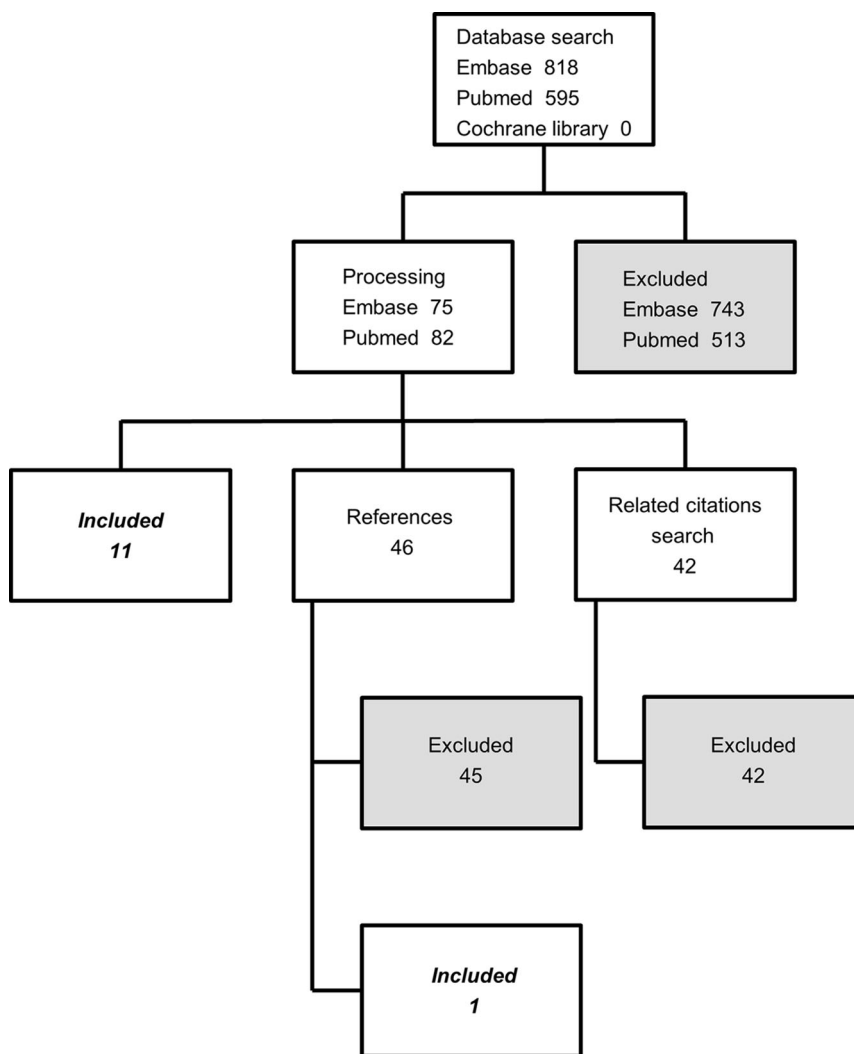 Database search
Embase 818
Pubmed 595
Cochrane library 0
Processing
Embase 75
Pubmed 82
Excluded
Embase 743
Pubmed 513
Included
11
References
46
Related citations
search
42
Excluded
45
Excluded
42
Included
1